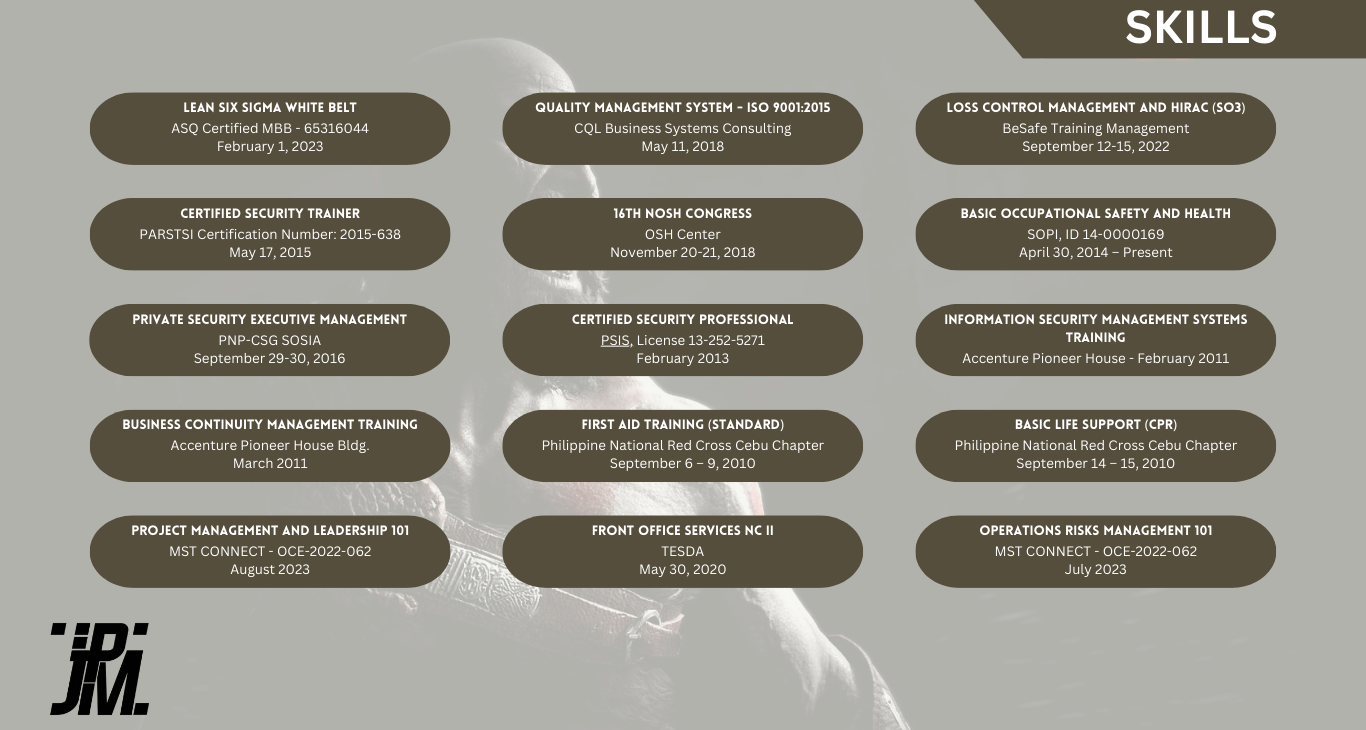 SKILLS
LEAN SIX SIGMA WHITE BELT
ASQ Certified MBB - 65316044
February 1, 2023
QUALITY MANAGEMENT SYSTEM - ISO 9001:2015
CQL Business Systems Consulting
May 11, 2018
LOSS CONTROL MANAGEMENT AND HIRAC (SO3)
BeSafe Training Management
September 12-15, 2022
CERTIFIED SECURITY TRAINER
PARSTSI Certification Number: 2015-638
May 17, 2015
16TH NOSH CONGRESS
OSH Center
November 20-21, 2018
BASIC OCCUPATIONAL SAFETY AND HEALTH
SOPI, ID 14-0000169
April 30, 2014 – Present
PRIVATE SECURITY EXECUTIVE MANAGEMENT
PNP-CSG SOSIA
September 29-30, 2016
CERTIFIED SECURITY PROFESSIONAL
PSIS, License 13-252-5271
February 2013
INFORMATION SECURITY MANAGEMENT SYSTEMS
TRAINING
Accenture Pioneer House - February 2011
BUSINESS CONTINUITY MANAGEMENT TRAINING
Accenture Pioneer House Bldg.
March 2011
FIRST AID TRAINING (STANDARD)
Philippine National Red Cross Cebu Chapter
September 6 – 9, 2010
BASIC LIFE SUPPORT (CPR)
Philippine National Red Cross Cebu Chapter
September 14 – 15, 2010
PROJECT MANAGEMENT AND LEADERSHIP 101
MST CONNECT - OCE-2022-062
August 2023
FRONT OFFICE SERVICES NC II
TESDA
May 30, 2020
OPERATIONS RISKS MANAGEMENT 101
MST CONNECT - OCE-2022-062
July 2023
JPM